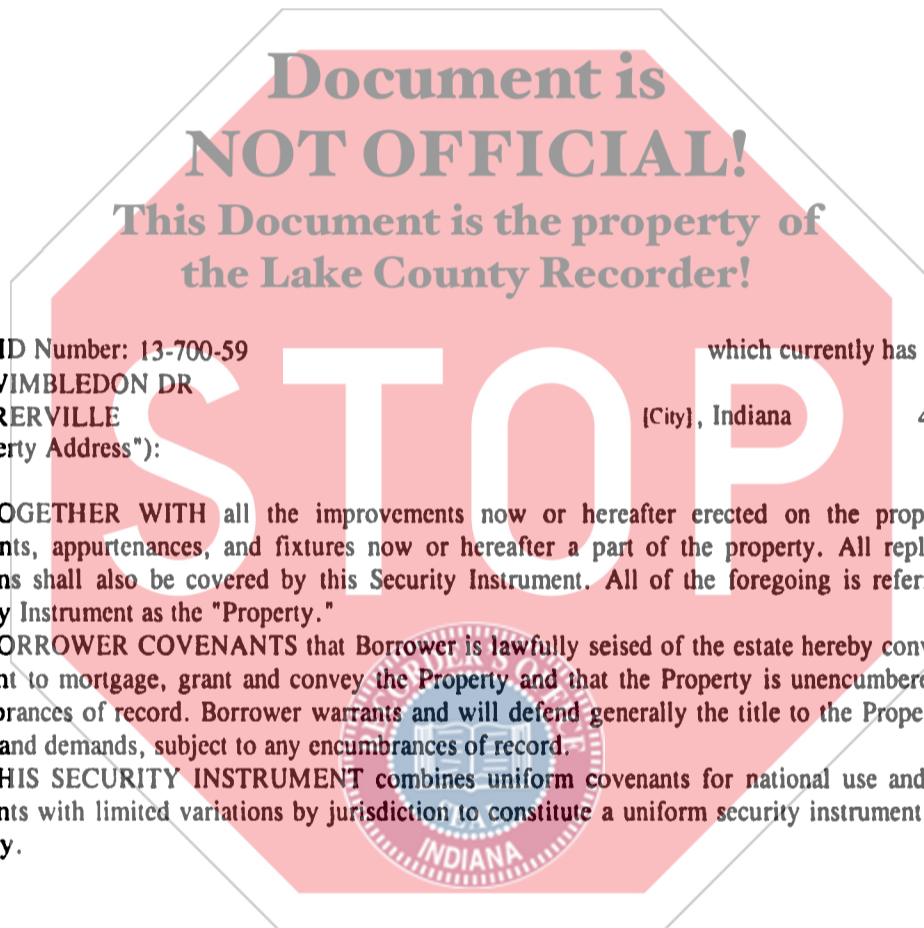 Document is
NOT OFFICIAL!
This Document is the property of
the Lake County Recorder!
ID Number: 13-700-59 which currently has
WIMBLEDON DR
RERVILLE [City], Indiana 4
erty Address"):
STOP
OGETHER WITH all the improvements now or hereafter erected on the prop
nts, appurtenances, and fixtures now or hereafter a part of the property. All repl
ns shall also be covered by this Security Instrument. All of the foregoing is refer
y Instrument as the "Property."
ORROWER COVENANTS that Borrower is lawfully seised of the estate hereby conv
nt to mortgage, grant and convey the Property and that the Property is unencumbere
brances of record. Borrower warrants and will defend generally the title to the Prope
and demands, subject to any encumbrances of record.
HIS SECURITY INSTRUMENT combines uniform covenants for national use and
nts with limited variations by jurisdiction to constitute a uniform security instrument
y.
RECORDER'S OFFICE
INDIANA